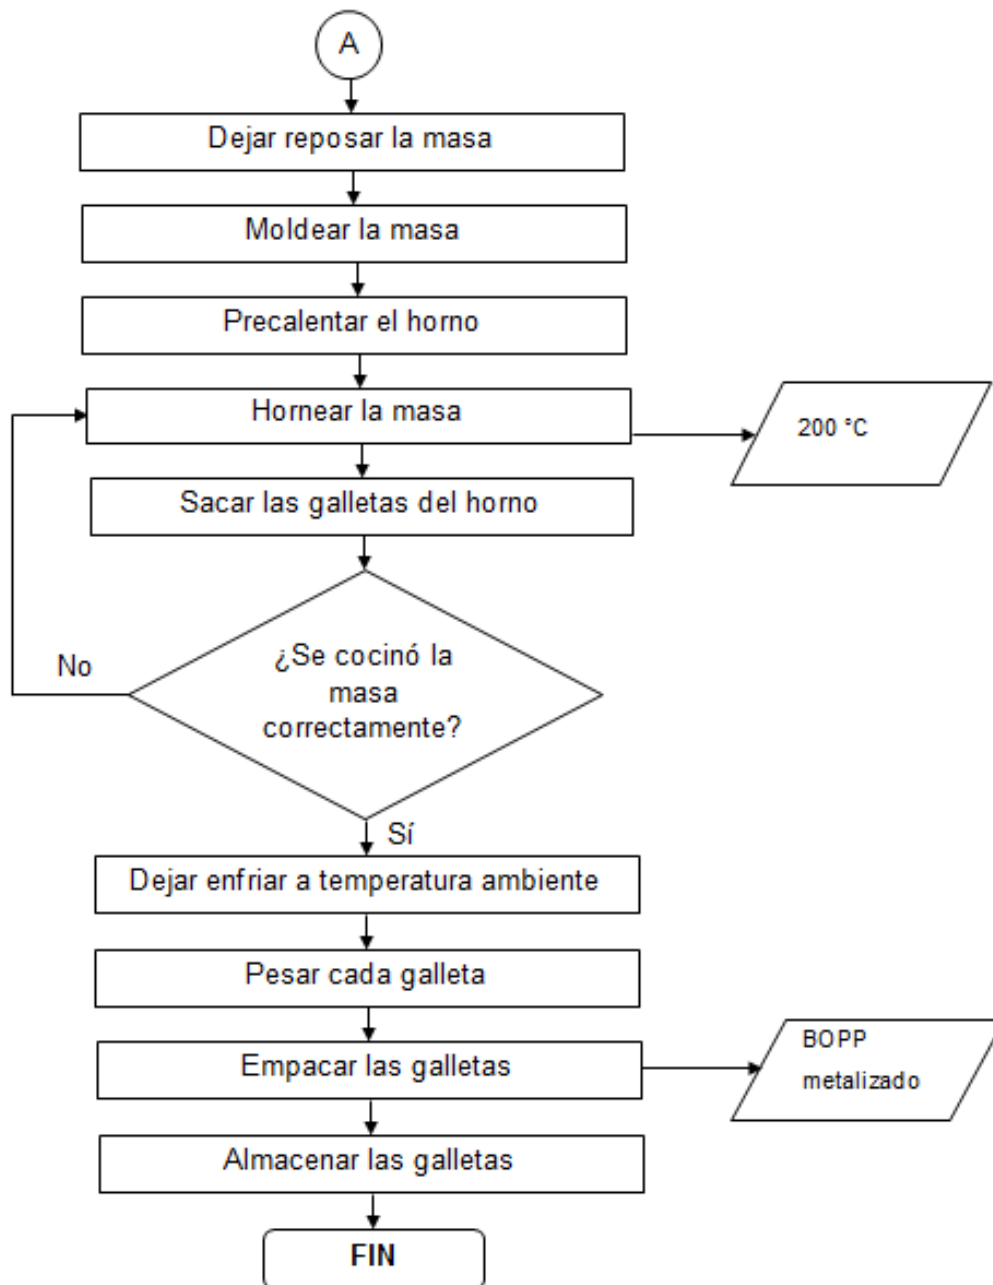 A
Dejar reposar la masa
Moldear la masa
Precalentar el horno
Hornear la masa
200 °C
Sacar las galletas del horno
¿Se cocinó la
masa
correctamente?
No
Sí
Dejar enfriar a temperatura ambiente
Pesar cada galleta
Empacar las galletas
BOPP
metalizado
Almacenar las galletas
FIN